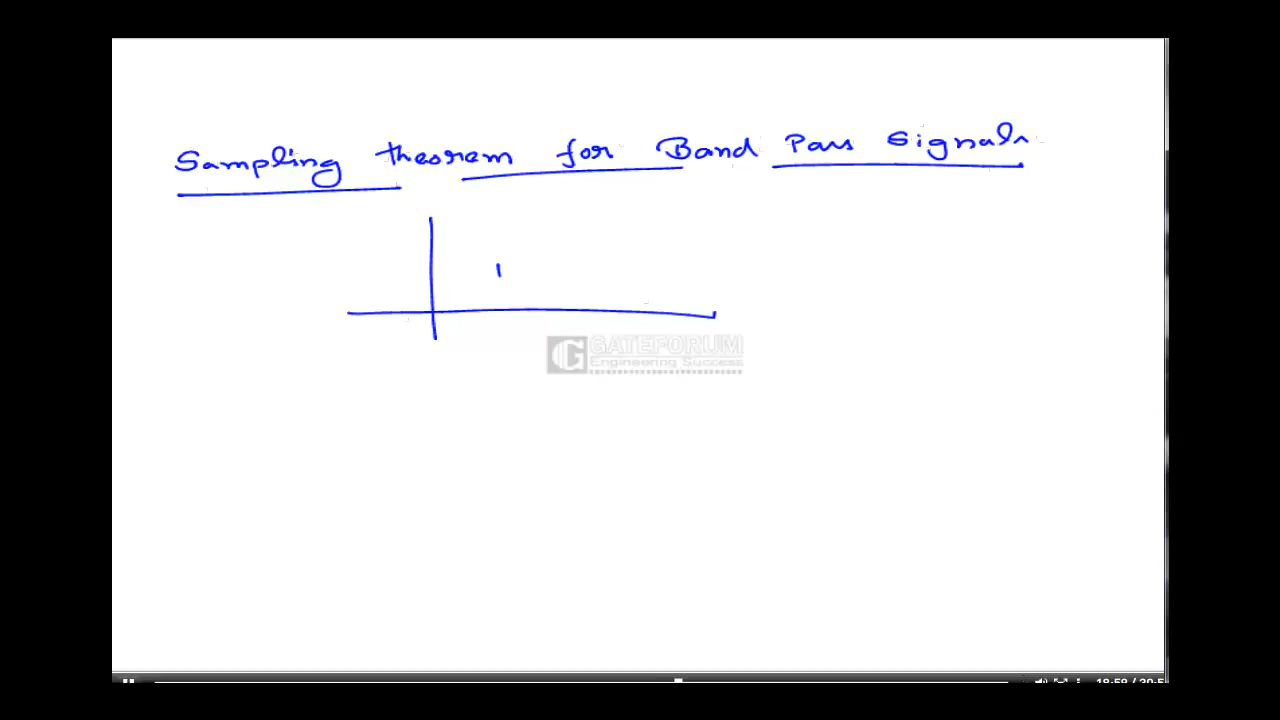 Sampling theorem for Band Pass Signals
GATEFORUM
Engineering Success